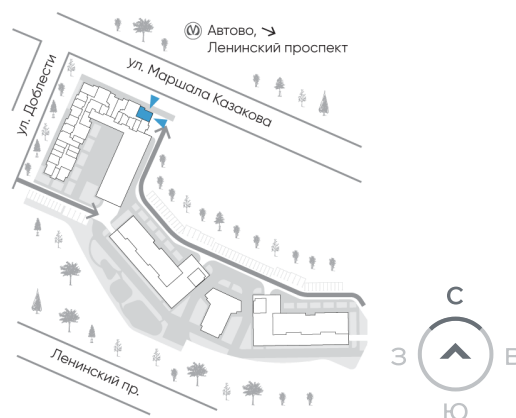 Автово, ↘
Ленинский проспект
ул. Маршала Казакова
ул. Доблести
Ленинский пр.
С
З
В
Ю